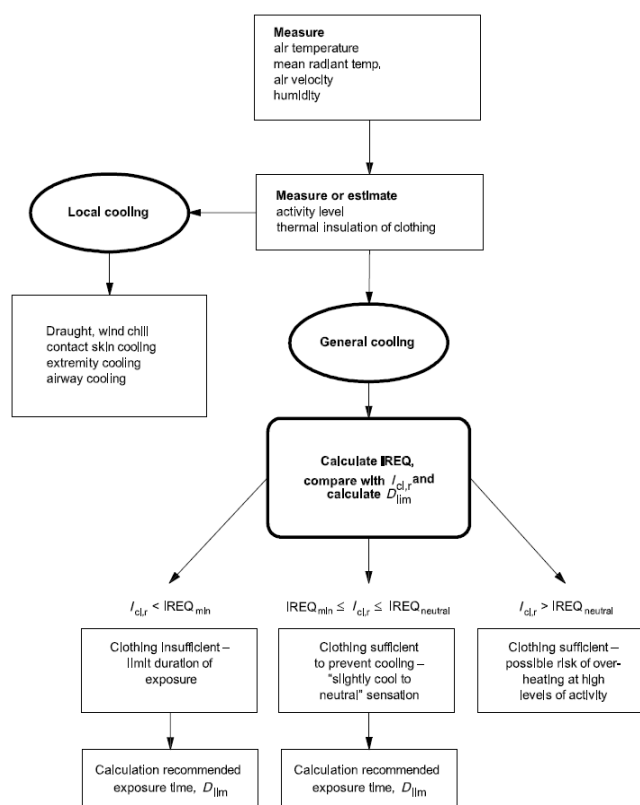 Measure
air temperature
mean radiant temp.
air velocity
humidity
Local cooling
Measure or estimate
activity level
thermal insulation of clothing
Draught, wind chill
contact skin cooling
extremity cooling
airway cooling
General cooling
Calculate IREQ,
compare with Icl,r and
calculate Dlim
Icl,r < IREQmin
IREQmin ≤ Icl,r ≤ IREQneutral
Icl,r > IREQneutral
Clothing insufficient –
limit duration of
exposure
Clothing sufficient
to prevent cooling –
"slightly cool to
neutral" sensation
Clothing sufficient –
possible risk of over-
heating at high
levels of activity
Calculation recommended
exposure time, Dlim
Calculation recommended
exposure time, Dlim